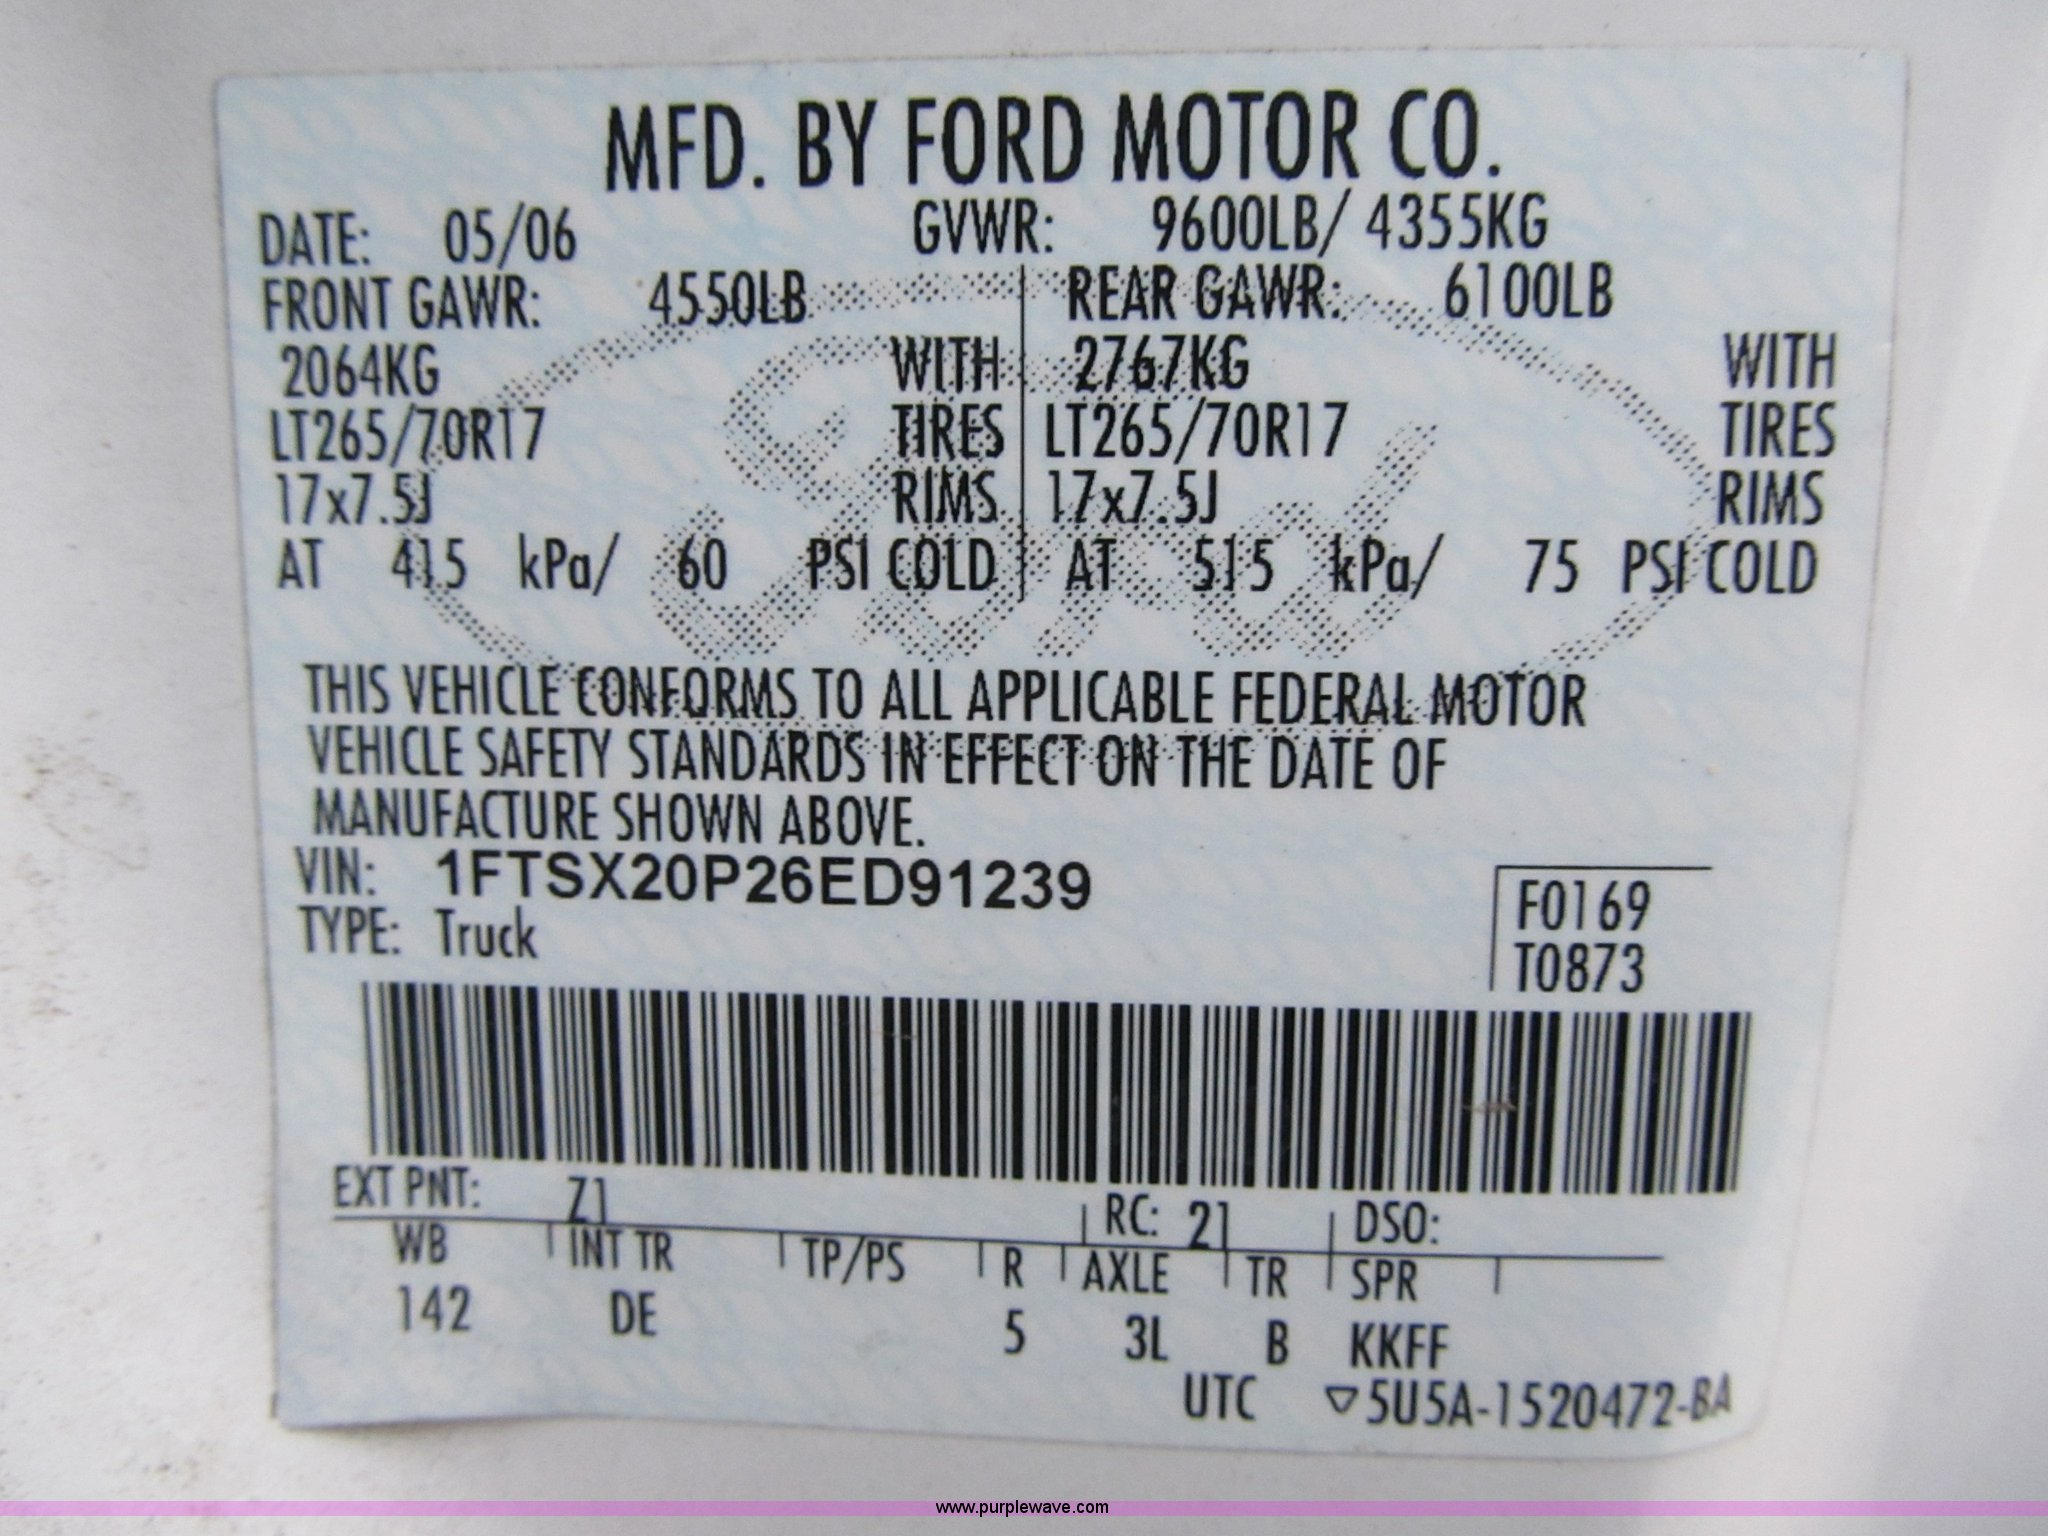 MFD. BY FORD MOTOR CO.
DATE: 05/06 GVWR: 9600LB/ 4355KG
FRONT GAWR: 4550LB REAR GAWR: 6100LB
2064KG WITH 2767KG WITH
LT265/70R17 TIRES LT265/70R17 TIRES
17x7.5J RIMS 17x7.5J RIMS
AT 415 kPa/ 60 PSI COLD AT 515 kPa/ 75 PSI COLD
Ford
THIS VEHICLE CONFORMS TO ALL APPLICABLE FEDERAL MOTOR
VEHICLE SAFETY STANDARDS IN EFFECT ON THE DATE OF
MANUFACTURE SHOWN ABOVE.
VIN: 1FTSX20P26ED91239
TYPE: Truck
F0169
T0873
EXT PNT: Z1 RC: 21 DSO:
WB INT TR TP/PS R AXLE TR SPR
142 DE 5 3L B KKFF
UTC ▽5U5A-1520472-BA
www.purplewave.com